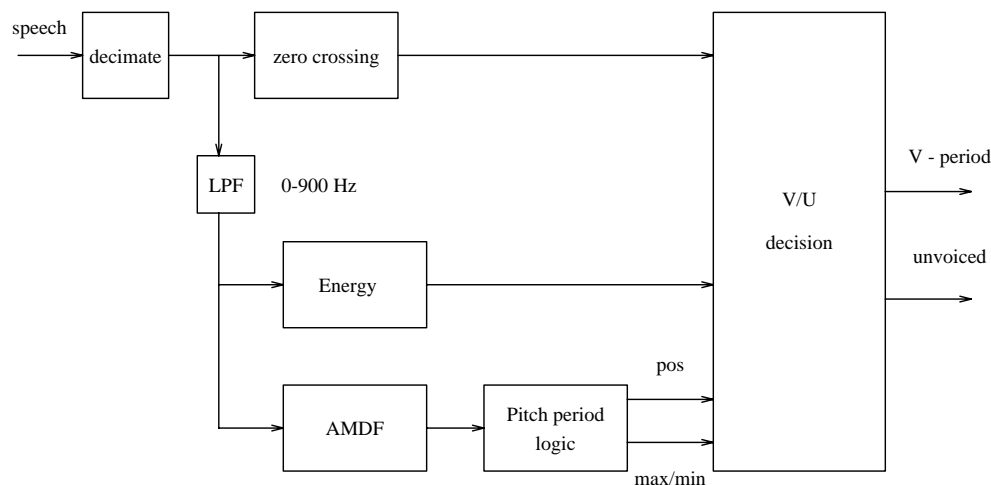 speech
decimate
zero crossing
LPF
0-900 Hz
V - period
V/U
decision
unvoiced
Energy
pos
AMDF
Pitch period
logic
max/min